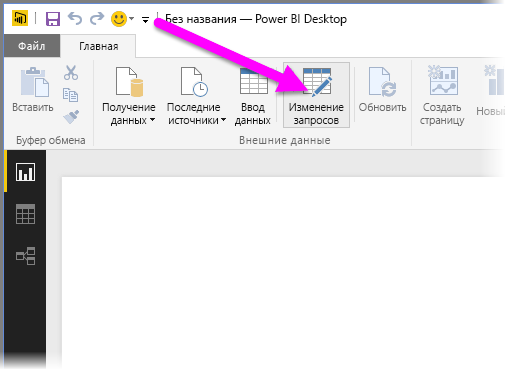 Без названия — Power BI Desktop
Файл
Главная
Вставить
Буфер обмена
Получение
данных
Последние
источники
Ввод
данных
Изменение
запросов
Внешние данные
Обновить
Создать
страницу
Новый